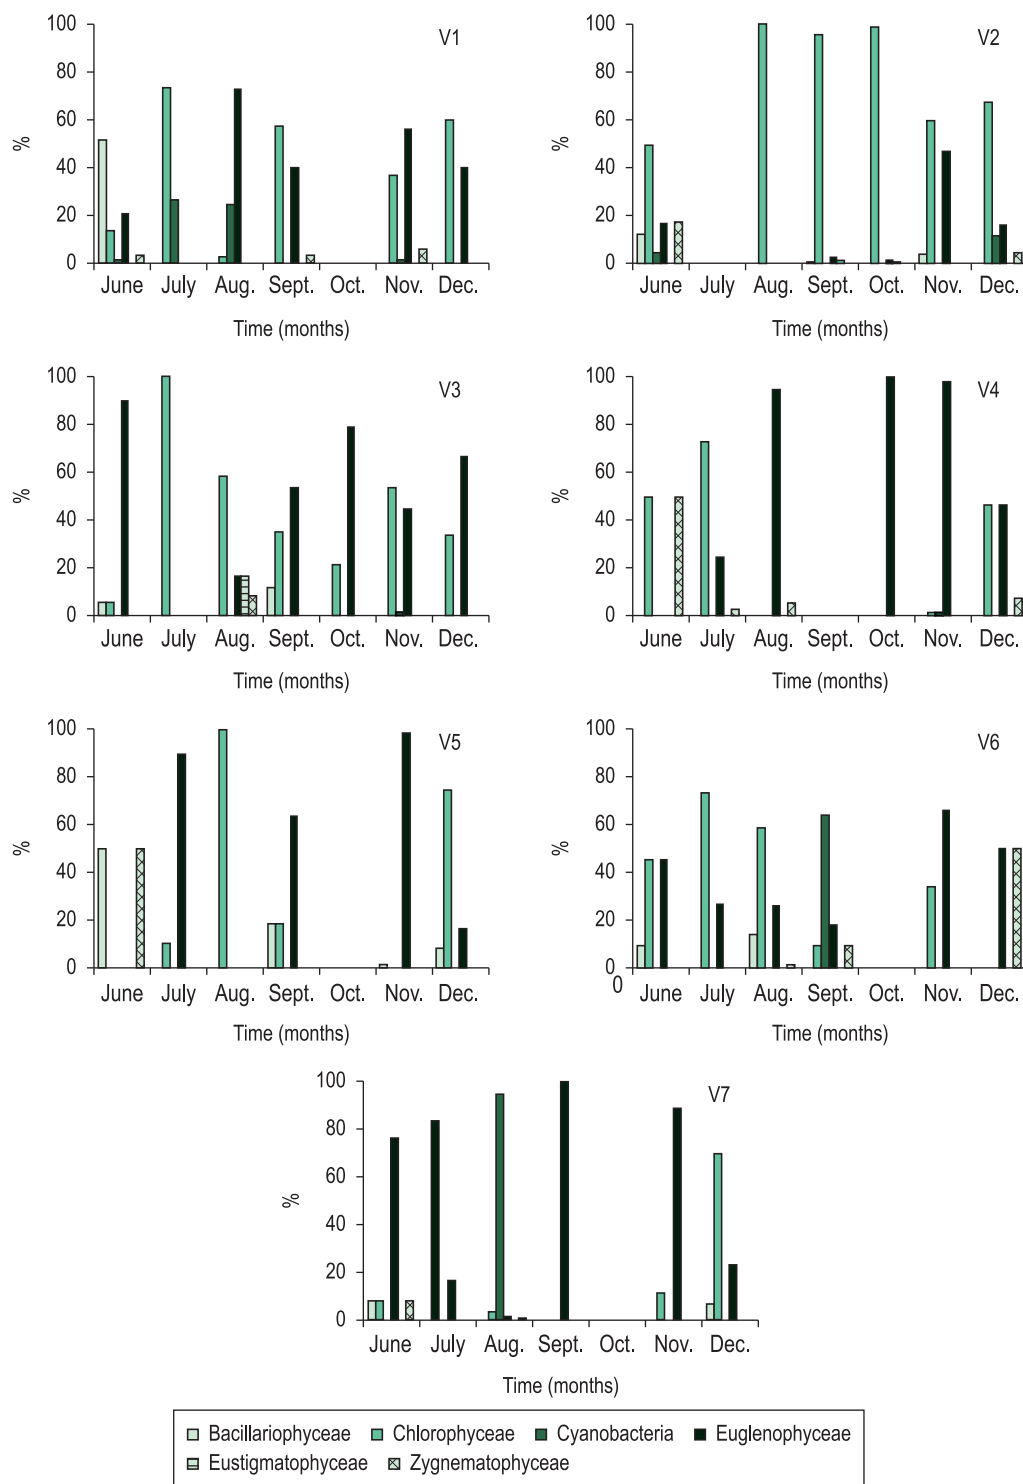 100
80
60
40
20
0
%
V1
June July Aug. Sept. Oct. Nov. Dec.
Time (months)
100
80
60
40
20
0
%
V2
June July Aug. Sept. Oct. Nov. Dec.
Time (months)
100
80
60
40
20
0
%
V3
June July Aug. Sept. Oct. Nov. Dec.
Time (months)
100
80
60
40
20
0
%
V4
June July Aug. Sept. Oct. Nov. Dec.
Time (months)
100
80
60
40
20
0
%
V5
June July Aug. Sept. Oct. Nov. Dec.
Time (months)
100
80
60
40
20
0
0
%
V6
June July Aug. Sept. Oct. Nov. Dec.
Time (months)
100
80
60
40
20
0
%
V7
June July Aug. Sept. Oct. Nov. Dec.
Time (months)
Bacillariophyceae Chlorophyceae Cyanobacteria Euglenophyceae
Eustigmatophyceae Zygnematophyceae